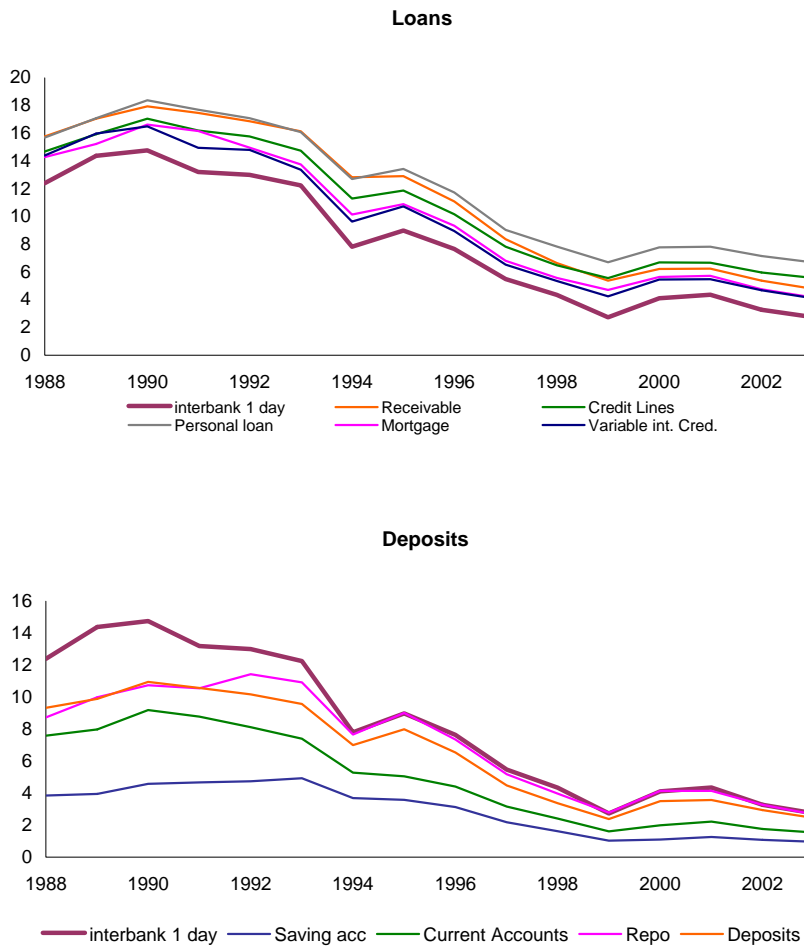 Loans
20
18
16
14
12
10
8
6
4
2
0
1988 1990 1992 1994 1996 1998 2000 2002
interbank 1 day Receivable Credit Lines
Personal loan Mortgage Variable int. Cred.
Deposits
16
14
12
10
8
6
4
2
0
1988 1990 1992 1994 1996 1998 2000 2002
interbank 1 day Saving acc Current Accounts Repo Deposits